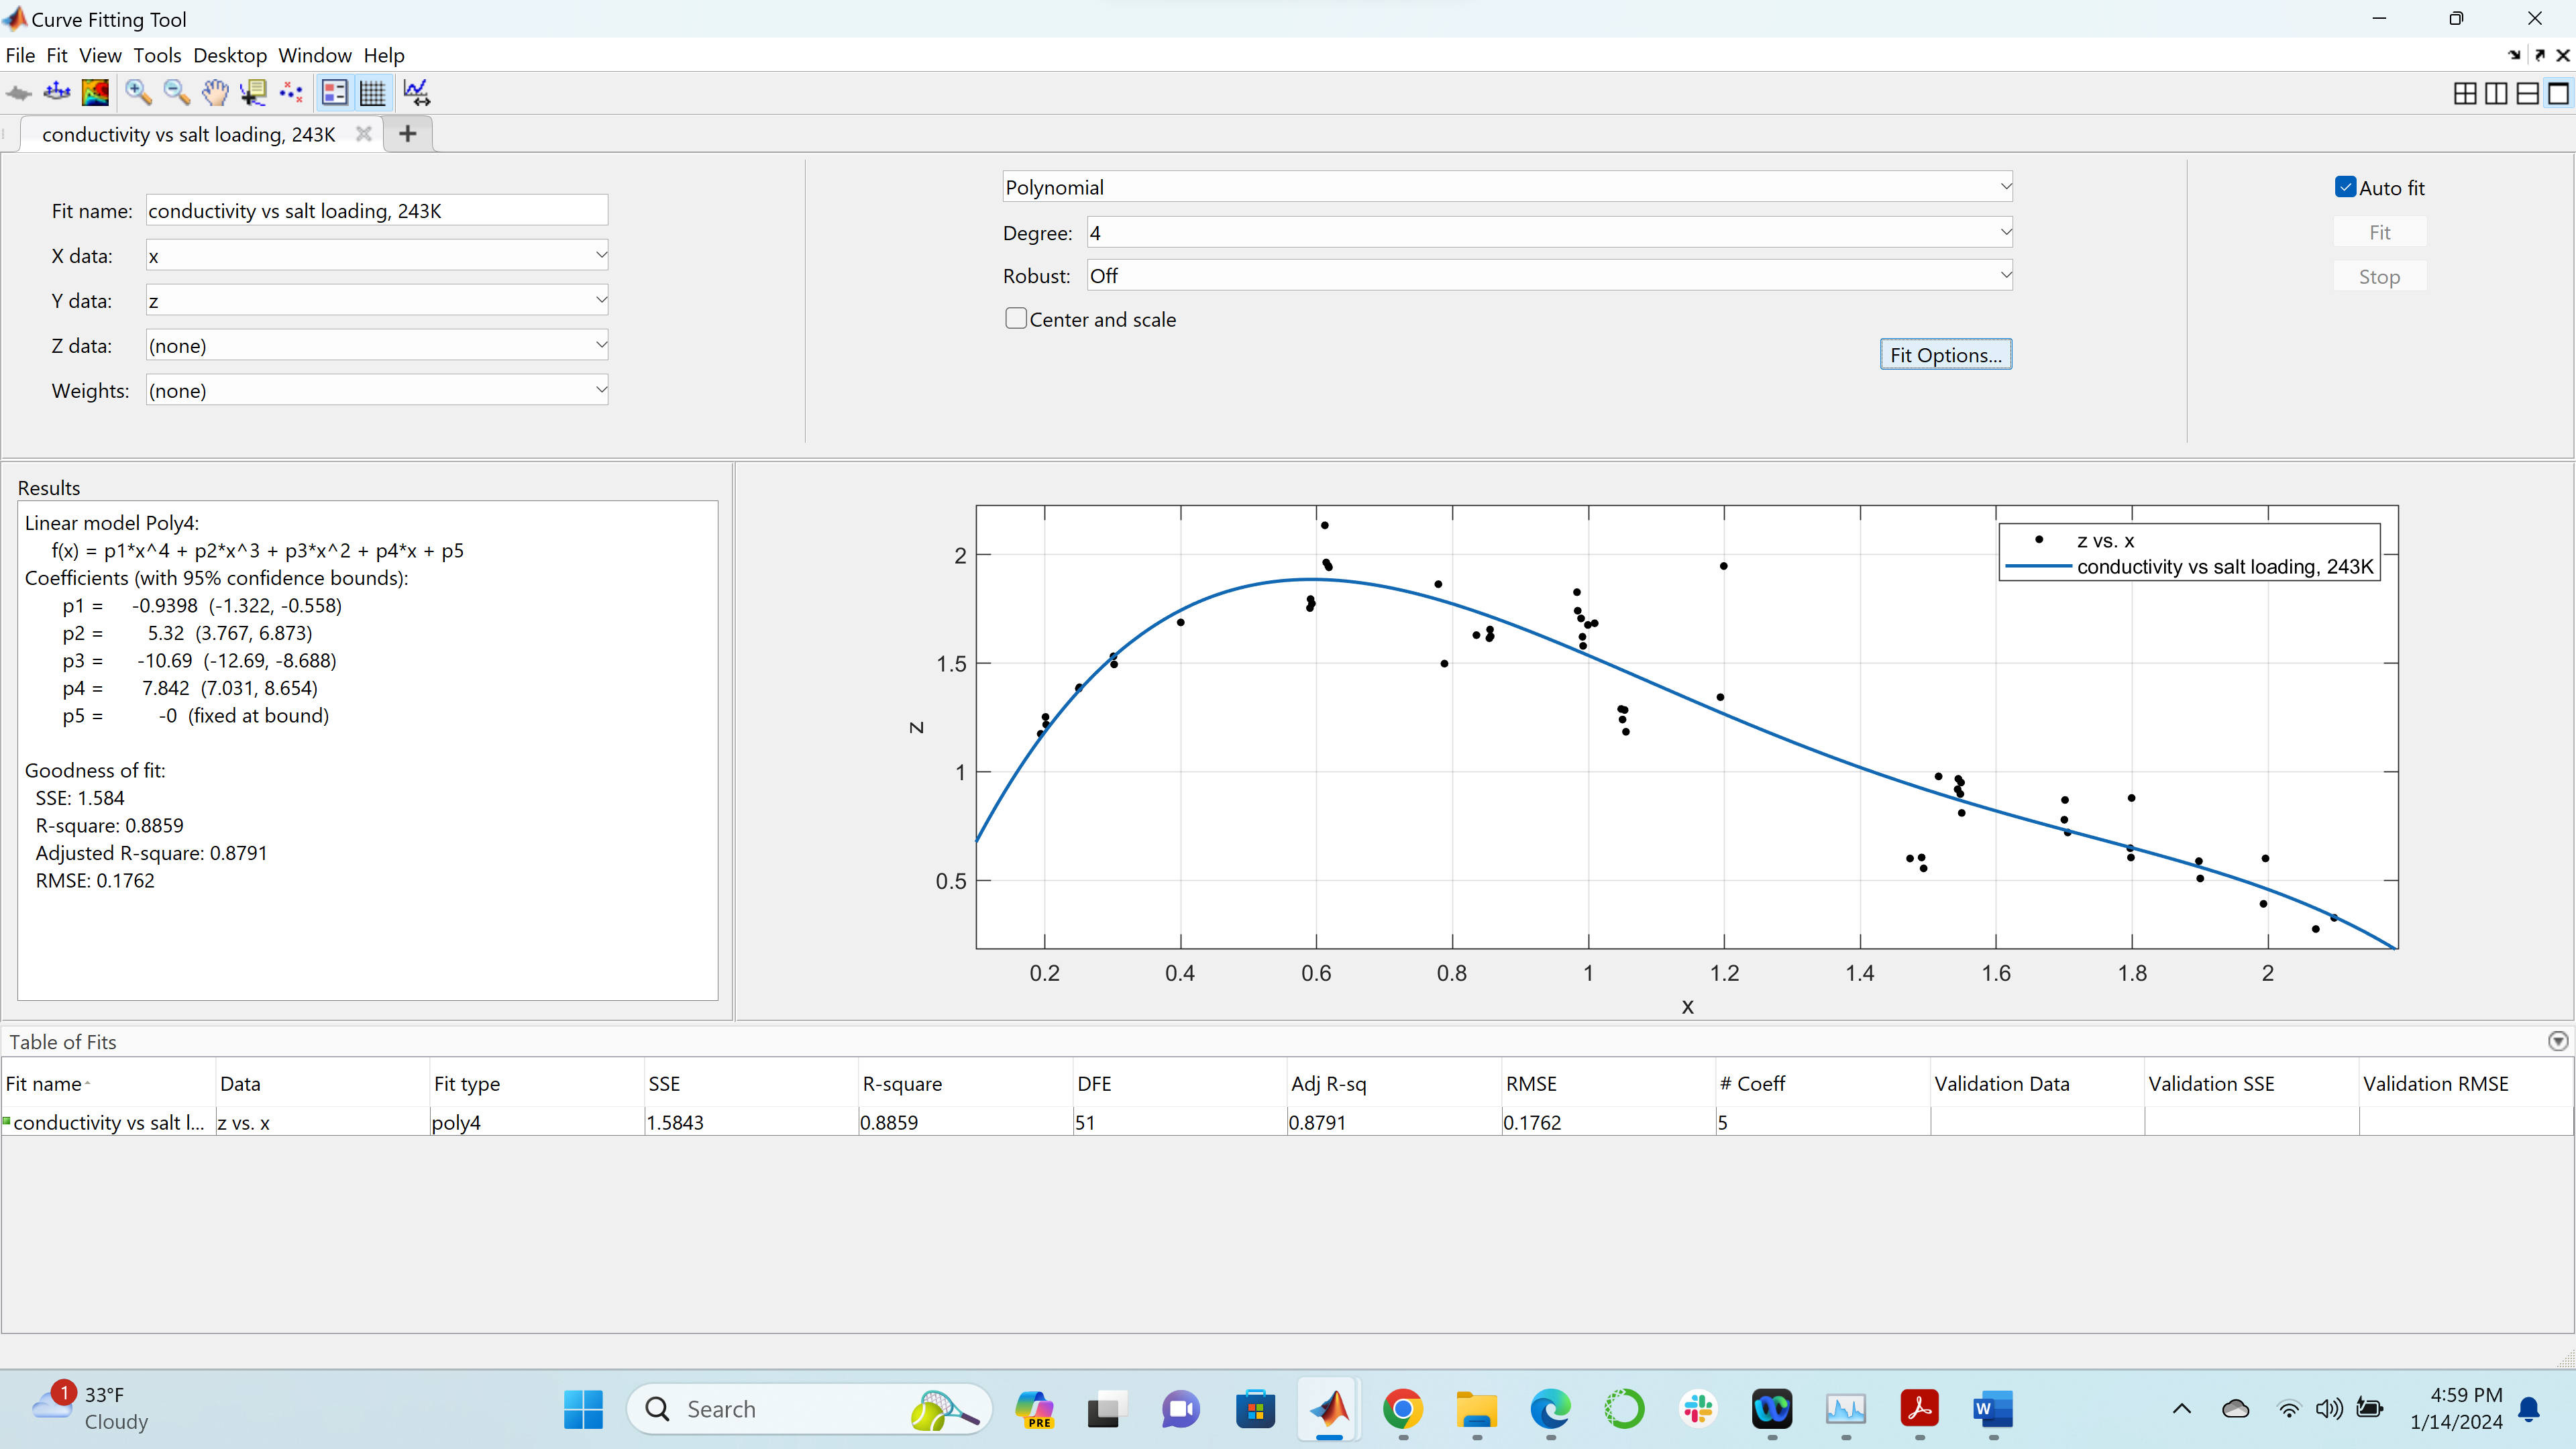 Curve Fitting Tool
File Fit View Tools Desktop Window Help
conductivity vs salt loading, 243K
Fit name: conductivity vs salt loading, 243K
X data: x
Y data: z
Z data: (none)
Weights: (none)
Polynomial
Degree: 4
Robust: Off
Center and scale
Fit Options...
Auto fit
Fit
Stop
Results
Linear model Poly4:
f(x) = p1*x^4 + p2*x^3 + p3*x^2 + p4*x + p5
Coefficients (with 95% confidence bounds):
p1 = -0.9398 (-1.322, -0.558)
p2 = 5.32 (3.767, 6.873)
p3 = -10.69 (-12.69, -8.688)
p4 = 7.842 (7.031, 8.654)
p5 = -0 (fixed at bound)
Goodness of fit:
SSE: 1.584
R-square: 0.8859
Adjusted R-square: 0.8791
RMSE: 0.1762
z vs. x
conductivity vs salt loading, 243K
2
1.5
1
0.5
z
0.2 0.4 0.6 0.8 1 1.2 1.4 1.6 1.8 2
x
Table of Fits
Fit name Data Fit type SSE R-square DFE Adj R-sq RMSE # Coeff Validation Data Validation SSE Validation RMSE
conductivity vs salt l... z vs. x poly4 1.5843 0.8859 51 0.8791 0.1762 5
1
33°F
Cloudy
Search
PRE
W
4:59 PM
1/14/2024